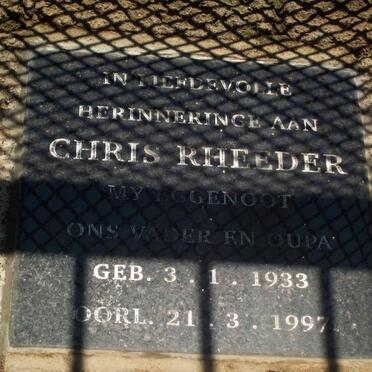 IN LIEFDEVOLLE
HERINNERINGE AAN
CHRIS RHEEDER
MY EGGENOOT
ONS VADER EN OUPA
GEB. 3 . 1 . 1933
OORL. 21 . 3 . 1997